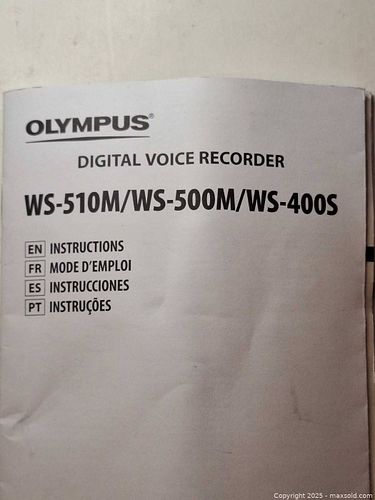 OLYMPUS®
DIGITAL VOICE RECORDER
WS-510M/WS-500M/WS-400S
EN INSTRUCTIONS
FR MODE D'EMPLOI
ES INSTRUCCIONES
PT INSTRUÇÕES
Copyright 2025 - maxsold.com